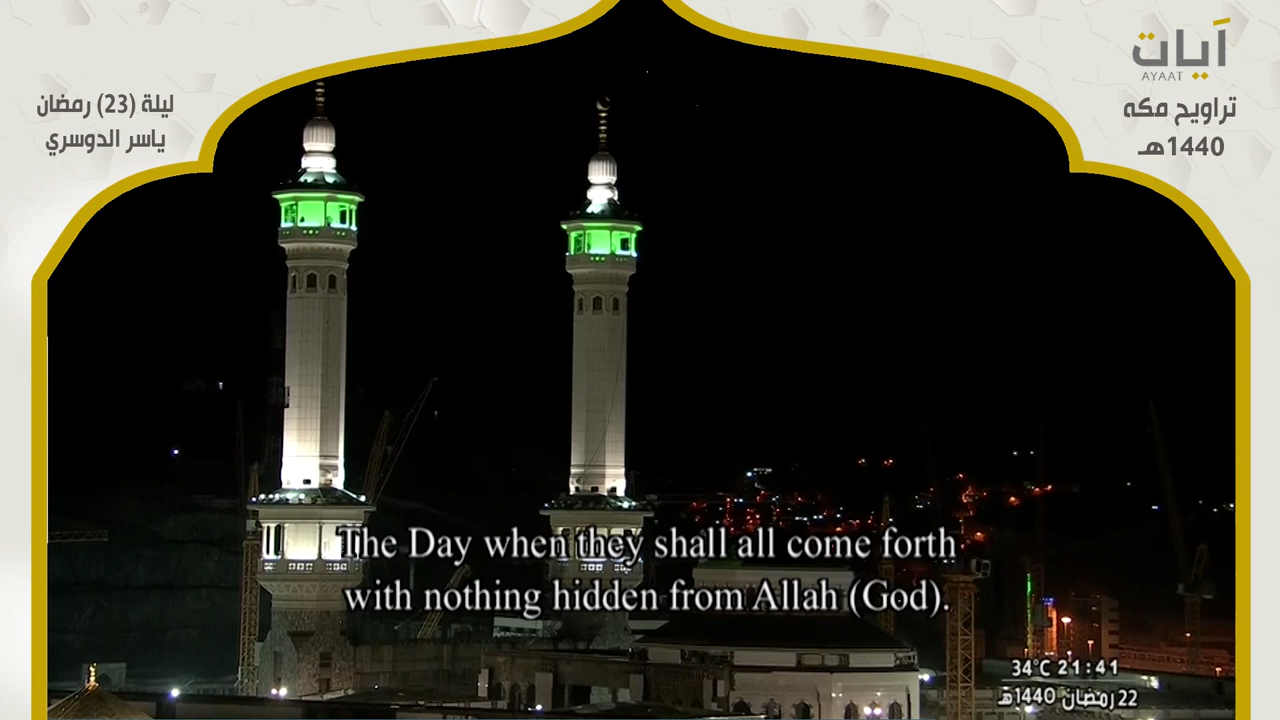 آيات
AYAAT
تراويح مكه
1440هـ
ليلة (23) رمضان
ياسر الدوسري
The Day when they shall all come forth
with nothing hidden from Allah (God).
34°C 21:41
22 رمضان 1440هـ